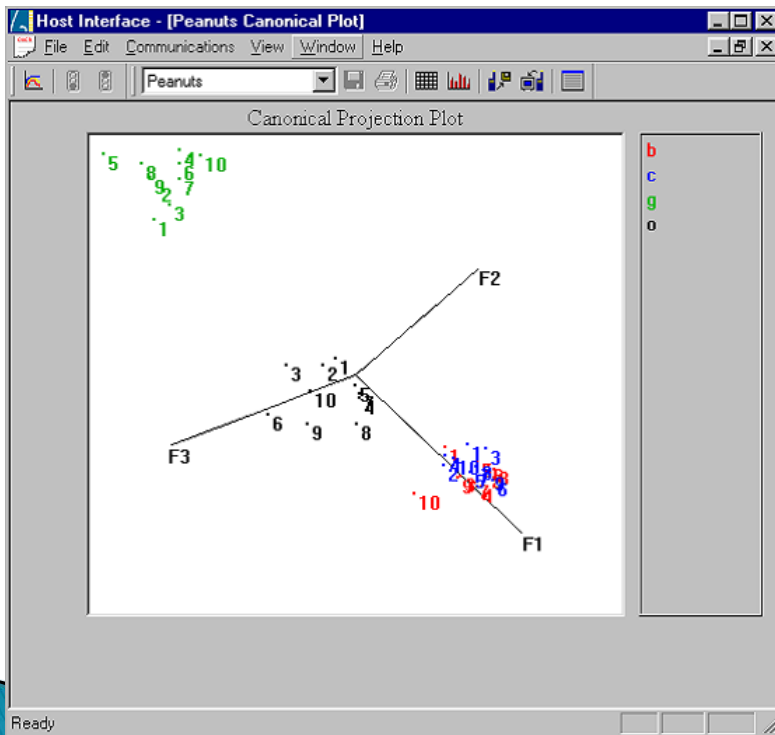 Host Interface - [Peanuts Canonical Plot]
File Edit Communications View Window Help
Peanuts
Canonical Projection Plot
b
c
g
o
5 8 4 10
6
9 2 7
3
1
F2
3 2 1
10
6 9 8
F3
1 3
2
10
F1
Ready